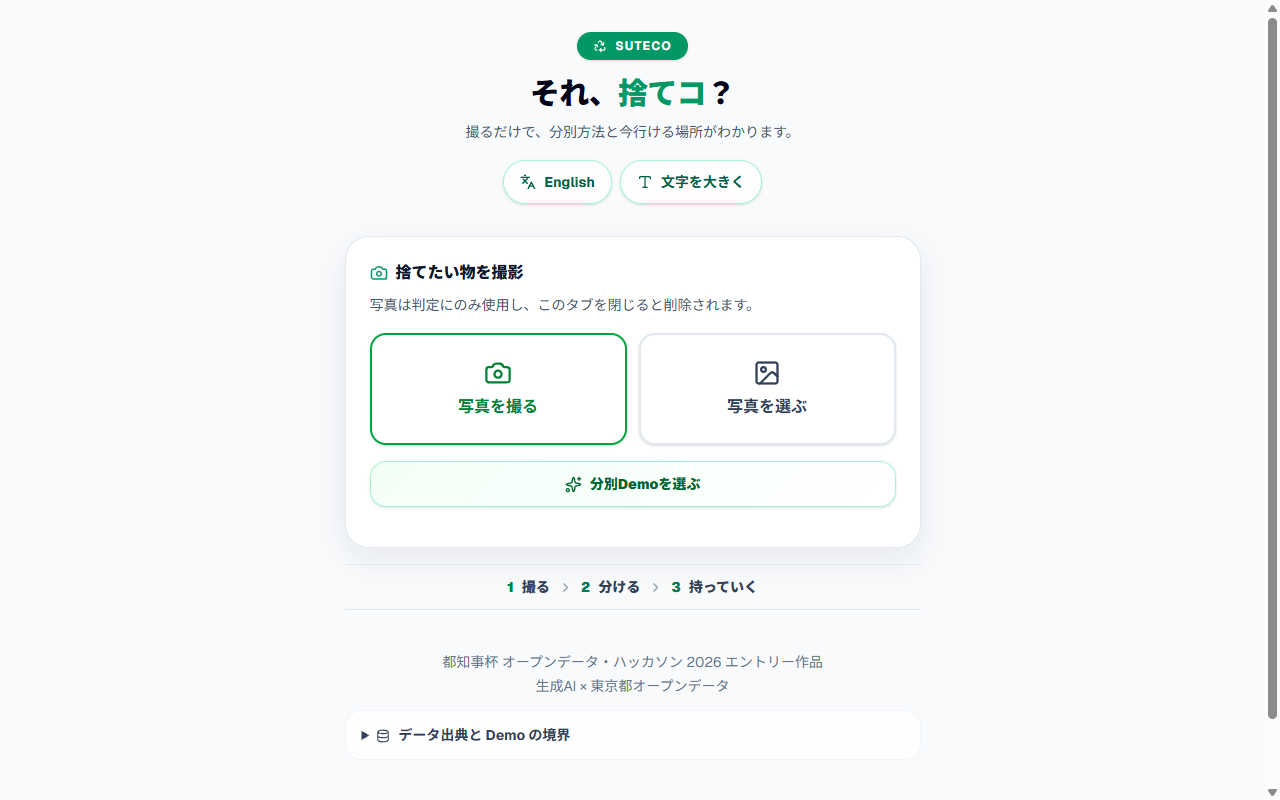 SUTECO
それ、捨てコ？
撮るだけで、分別方法と今行ける場所がわかります。
English
文字を大きく
捨てたい物を撮影
写真は判定にのみ使用し、このタブを閉じると削除されます。
写真を撮る
写真を選ぶ
分別Demoを選ぶ
1 撮る 2 分ける 3 持っていく
都知事杯 オープンデータ・ハッカソン 2026 エントリー作品
生成AI × 東京都オープンデータ
データ出典と Demo の境界